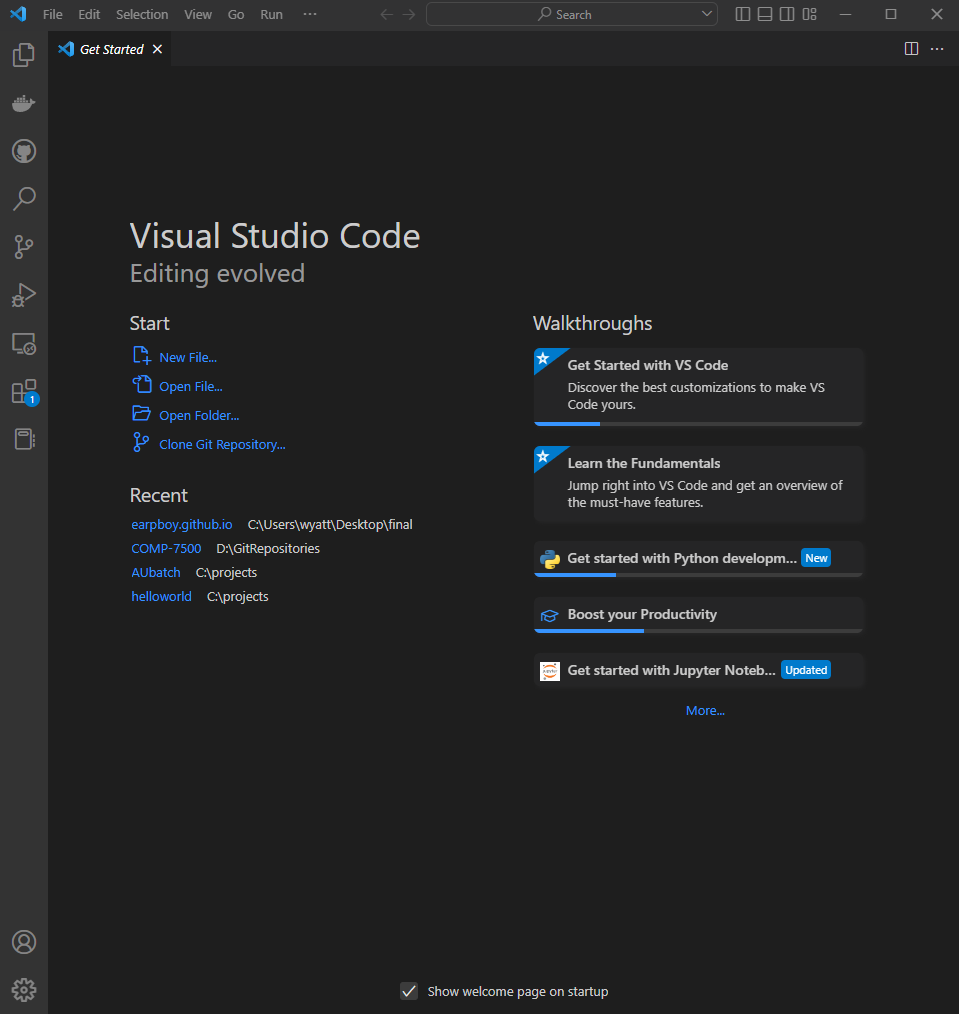 File Edit Selection View Go Run ··· Search
Get Started
Visual Studio Code
Editing evolved
Start
New File...
Open File...
Open Folder...
Clone Git Repository...
Recent
earpboy.github.io C:\Users\wyatt\Desktop\final
COMP-7500 D:\GitRepositories
AUbatch C:\projects
helloworld C:\projects
Walkthroughs
Get Started with VS Code
Discover the best customizations to make VS
Code yours.
Learn the Fundamentals
Jump right into VS Code and get an overview of
the must-have features.
Get started with Python developm... New
Boost your Productivity
Get started with Jupyter Noteb... Updated
More...
1
Show welcome page on startup